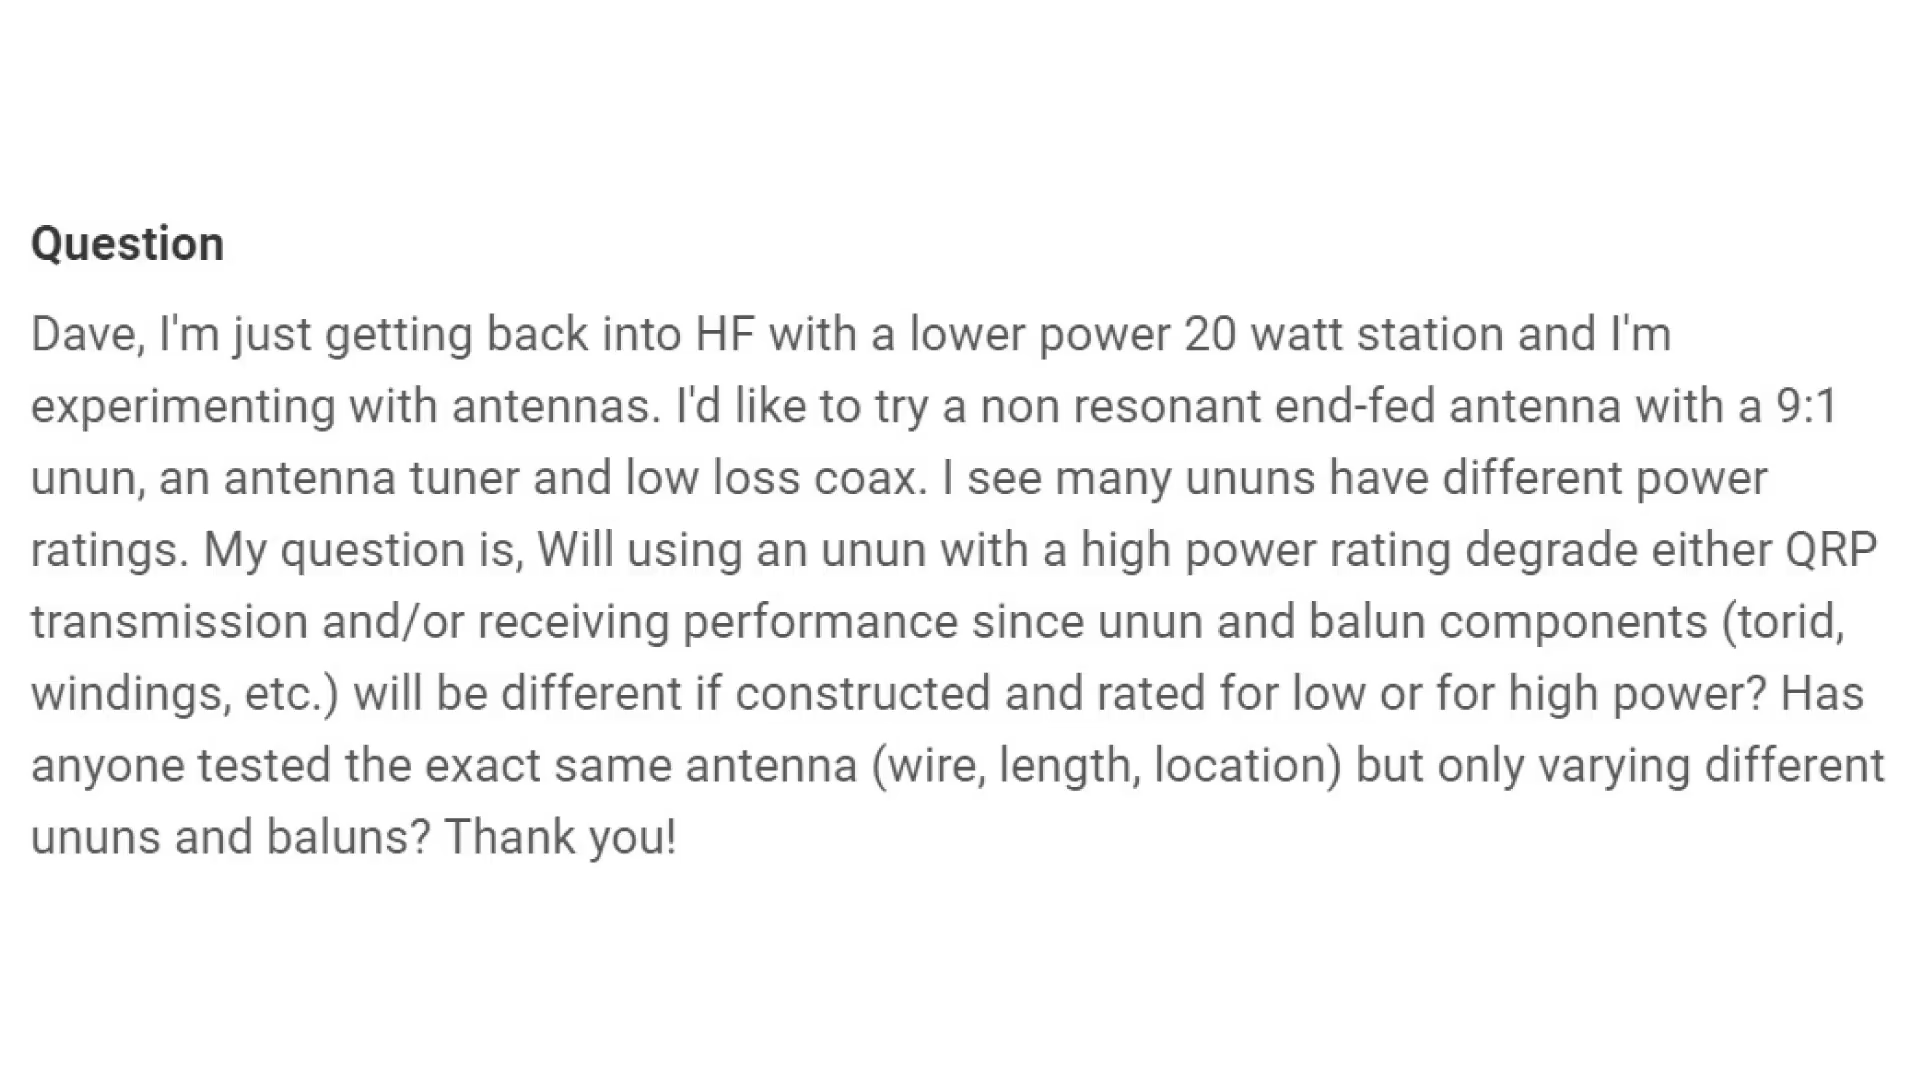 Question
Dave, I'm just getting back into HF with a lower power 20 watt station and I'm
experimenting with antennas. I'd like to try a non resonant end-fed antenna with a 9:1
unun, an antenna tuner and low loss coax. I see many ununs have different power
ratings. My question is, Will using an unun with a high power rating degrade either QRP
transmission and/or receiving performance since unun and balun components (torid,
windings, etc.) will be different if constructed and rated for low or for high power? Has
anyone tested the exact same antenna (wire, length, location) but only varying different
ununs and baluns? Thank you!